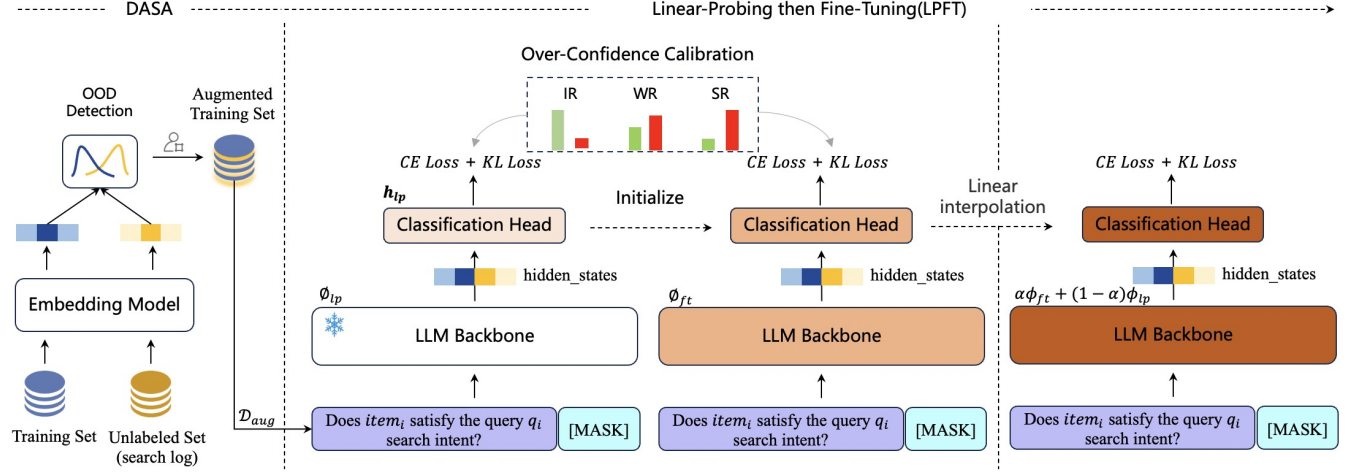 DASA
Linear-Probing then Fine-Tuning(LPFT)
OOD
Detection
Augmented
Training Set
Embedding Model
Training Set
Unlabeled Set
(search log)
𝒟aug
Over-Confidence Calibration
IR WR SR
CE Loss + KL Loss
h_lp
Classification Head
hidden_states
∅_lp
LLM Backbone
Does item_i satisfy the query q_i
search intent?
[MASK]
Initialize
CE Loss + KL Loss
Classification Head
hidden_states
∅_ft
LLM Backbone
Does item_i satisfy the query q_i
search intent?
[MASK]
Linear
interpolation
CE Loss + KL Loss
Classification Head
hidden_states
αϕ_ft + (1 − α)ϕ_lp
LLM Backbone
Does item_i satisfy the query q_i
search intent?
[MASK]